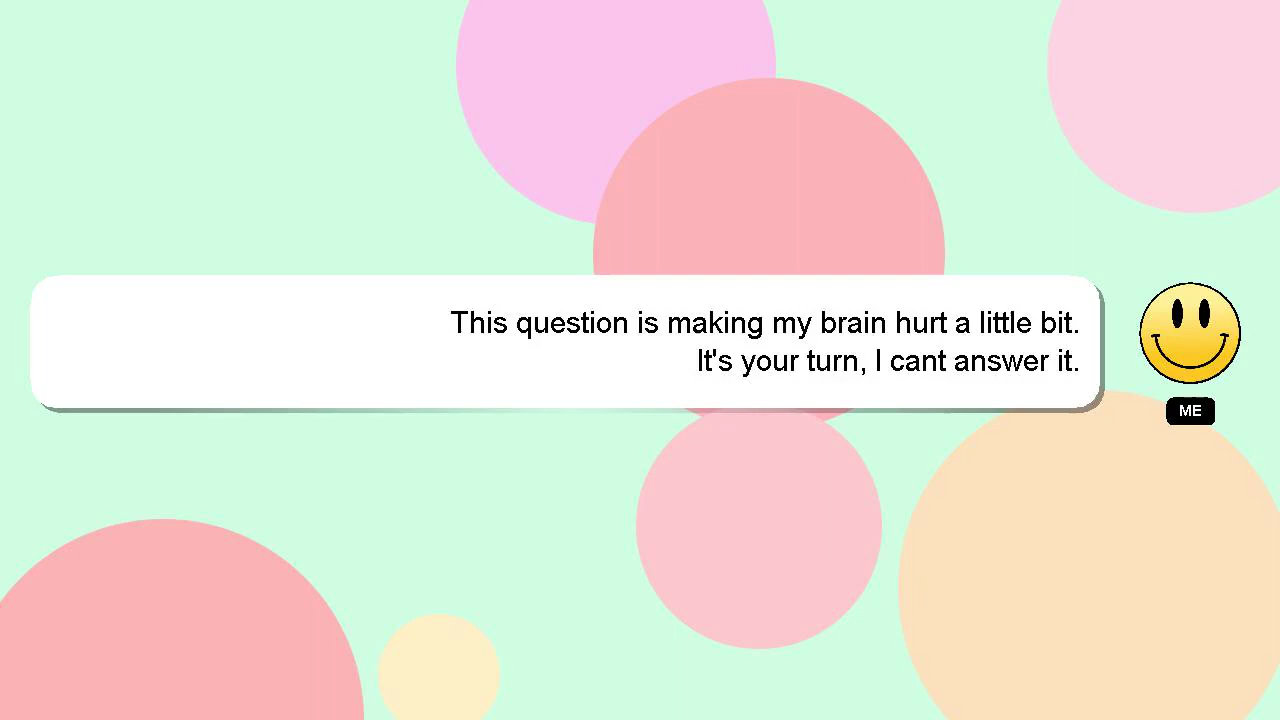 This question is making my brain hurt a little bit.
It's your turn, I cant answer it.
ME